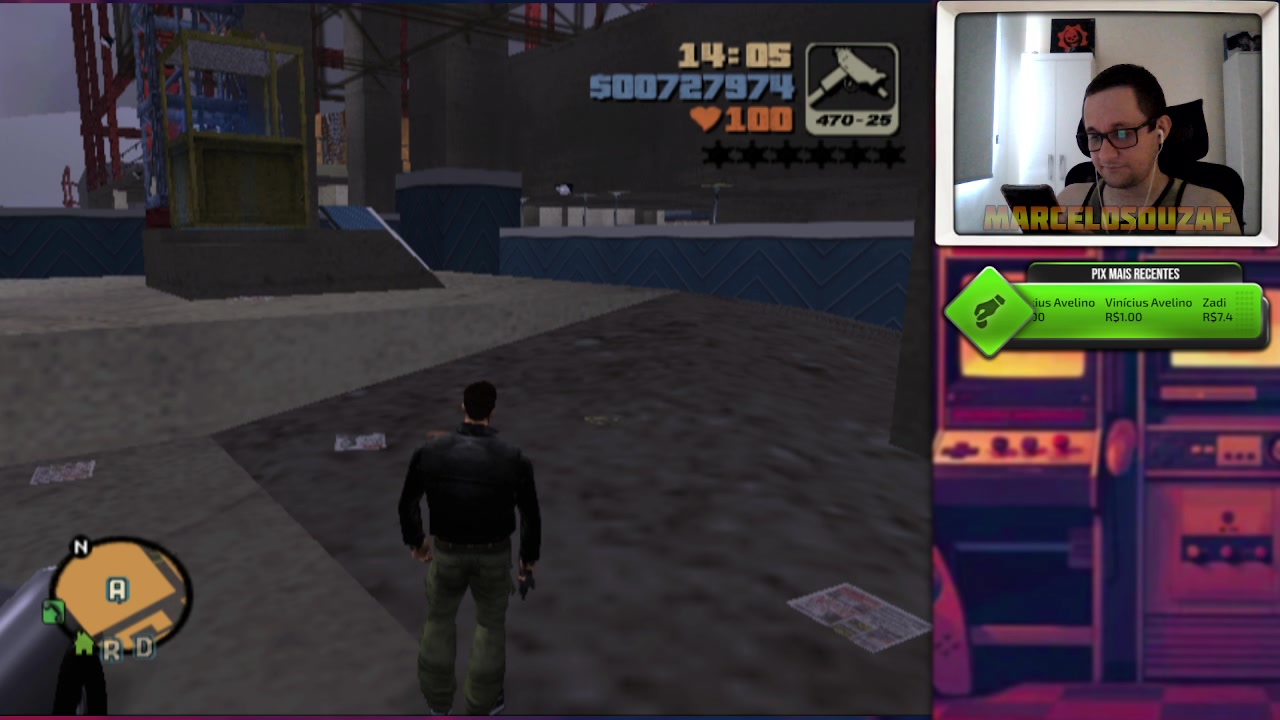 14:05
$00727974
100
470-25
N
A
R D
MARCELOSOUZAF
PIX MAIS RECENTES
ius Avelino Vinícius Avelino Zadi
00 R$1.00 R$7.4